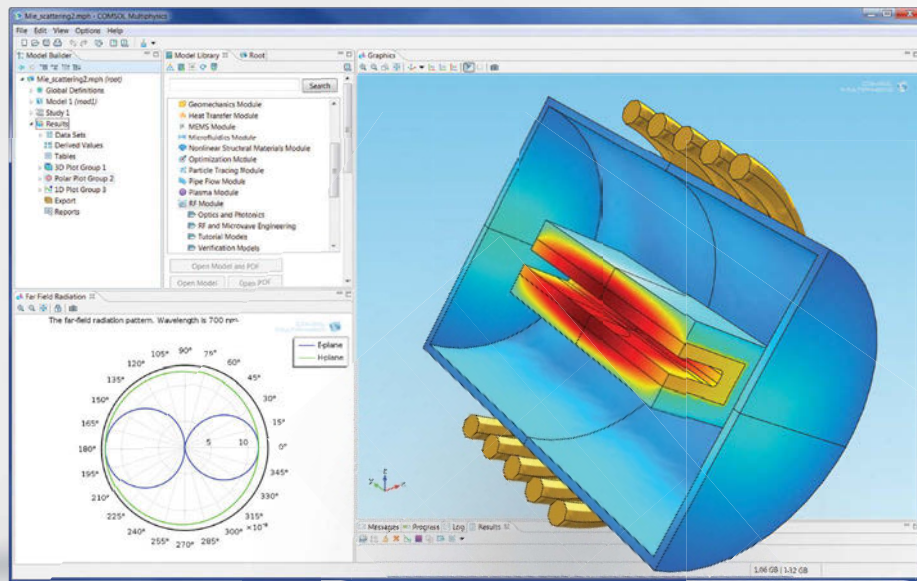 Mie_scattering2.mph - COMSOL Multiphysics
File Edit View Options Help
Model Builder
Mie_scattering2.mph (root)
Global Definitions
Model 1 (mod1)
Study 1
Results
Data Sets
Derived Values
Tables
3D Plot Group 1
Polar Plot Group 2
1D Plot Group 3
Export
Reports
Model Library
Root
Search
Geomechanics Module
Heat Transfer Module
MEMS Module
Microfluidics Module
Nonlinear Structural Materials Module
Optimization Module
Particle Tracing Module
Pipe Flow Module
Plasma Module
RF Module
Optics and Photonics
RF and Microwave Engineering
Tutorial Models
Verification Models
Open Model and PDF
Open Model Open PDF
Far Field Radiation
The far-field radiation pattern. Wavelength is 700 nm.
E-plane
H-plane
90°
105° 75°
120° 60°
135° 45°
150° 30°
165° 15°
180° 5 10 0°
195° 345°
210° 330°
225° 315°
240° 300° ×10⁻⁸
255° 285°
270°
Graphics
COMSOL
MULTIPHYSICS
z
y x
Messages Progress Log Results
1.06 GB | 1.12 GB